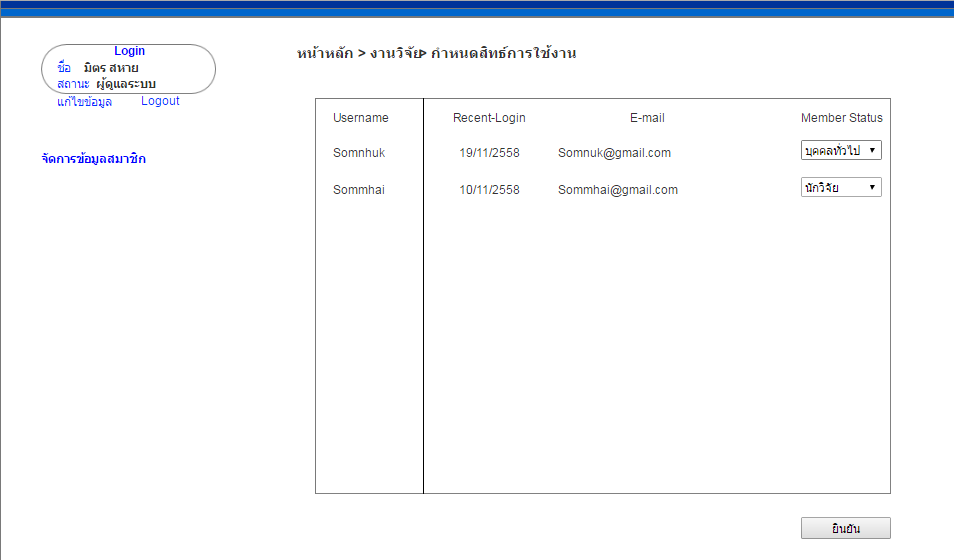 Login
ชื่อ มิตร สหาย
สถานะ ผู้ดูแลระบบ
แก้ไขข้อมูล Logout
จัดการข้อมูลสมาชิก
หน้าหลัก > งานวิจัย> กำหนดสิทธ์การใช้งาน
Username Recent-Login E-mail Member Status
Somnhuk 19/11/2558 Somnuk@gmail.com บุคคลทั่วไป
Sommhai 10/11/2558 Sommhai@gmail.com นักวิจัย
ยินยัน